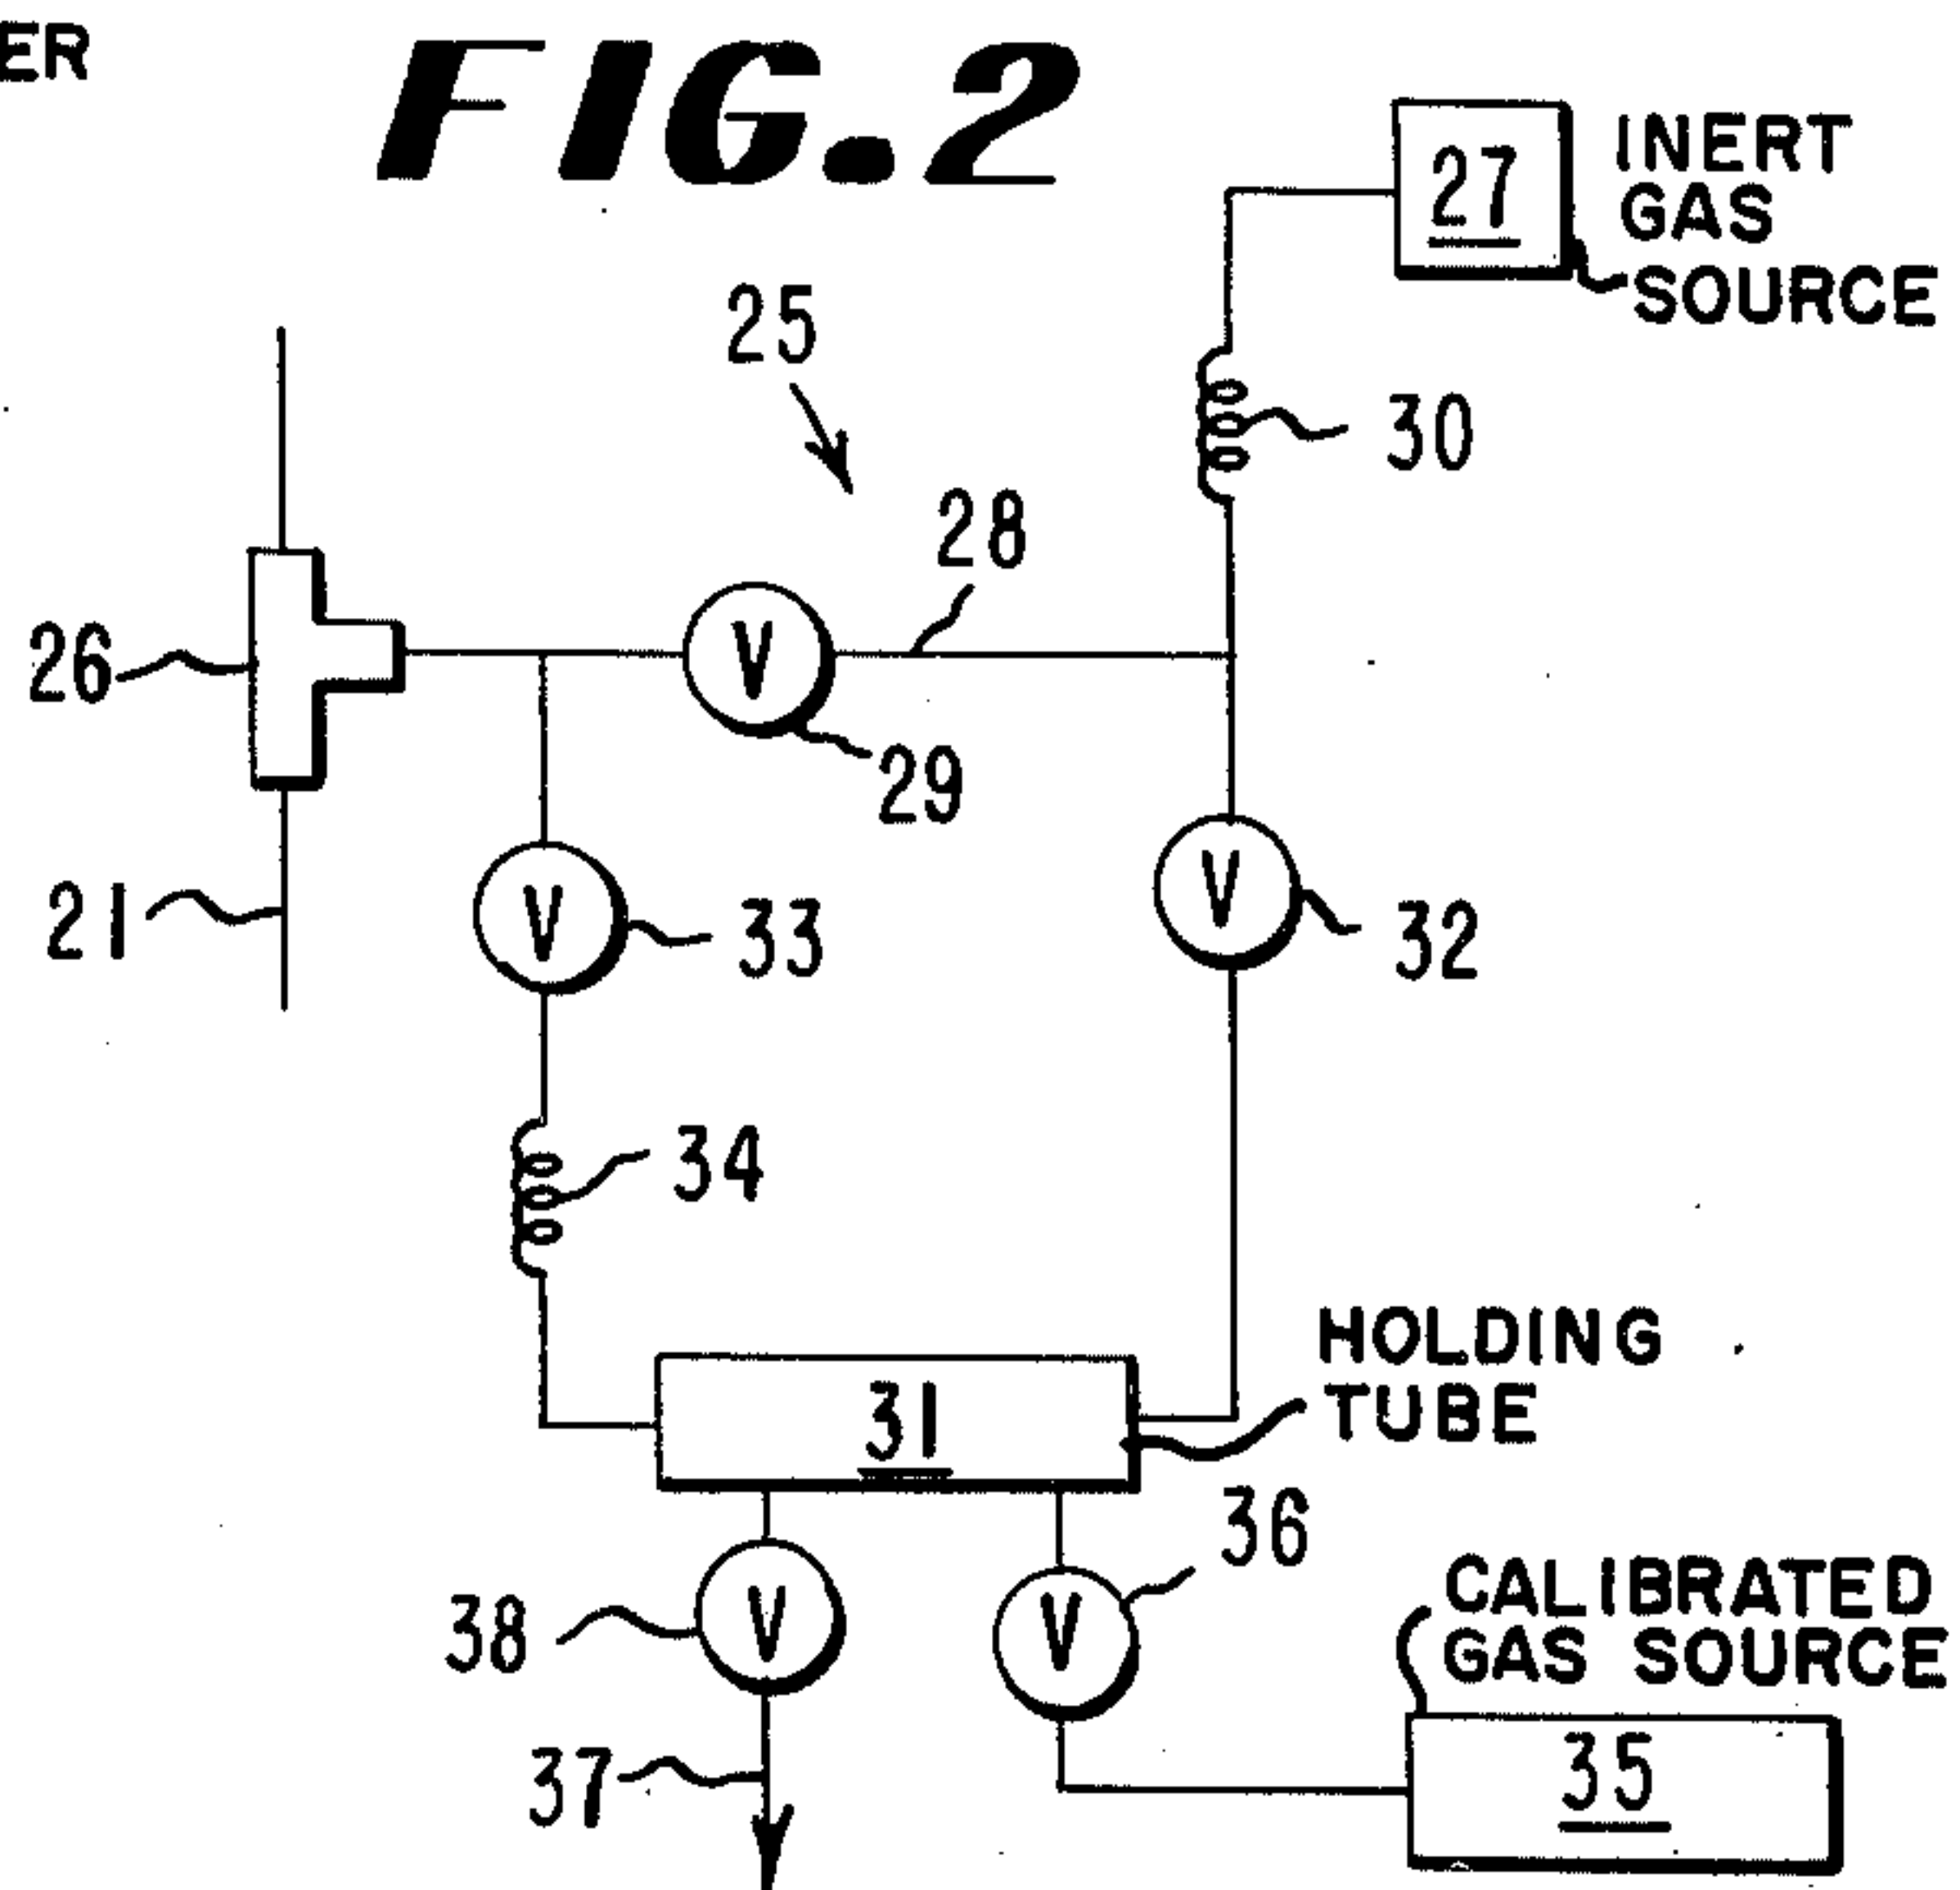 ER
FIG.2
27
INERT
GAS
SOURCE
25
30
28
26
V
29
21
V
33
V
32
34
31
HOLDING
TUBE
36
38
V
V
CALIBRATED
GAS SOURCE
37
35